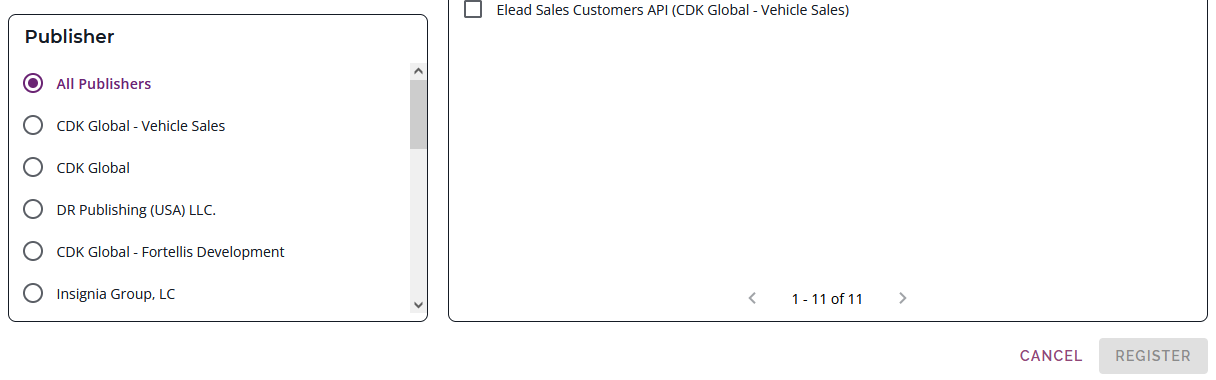 Elead Sales Customers API (CDK Global - Vehicle Sales)
Publisher
All Publishers
CDK Global - Vehicle Sales
CDK Global
DR Publishing (USA) LLC.
CDK Global - Fortellis Development
Insignia Group, LC
1 - 11 of 11
CANCEL
REGISTER